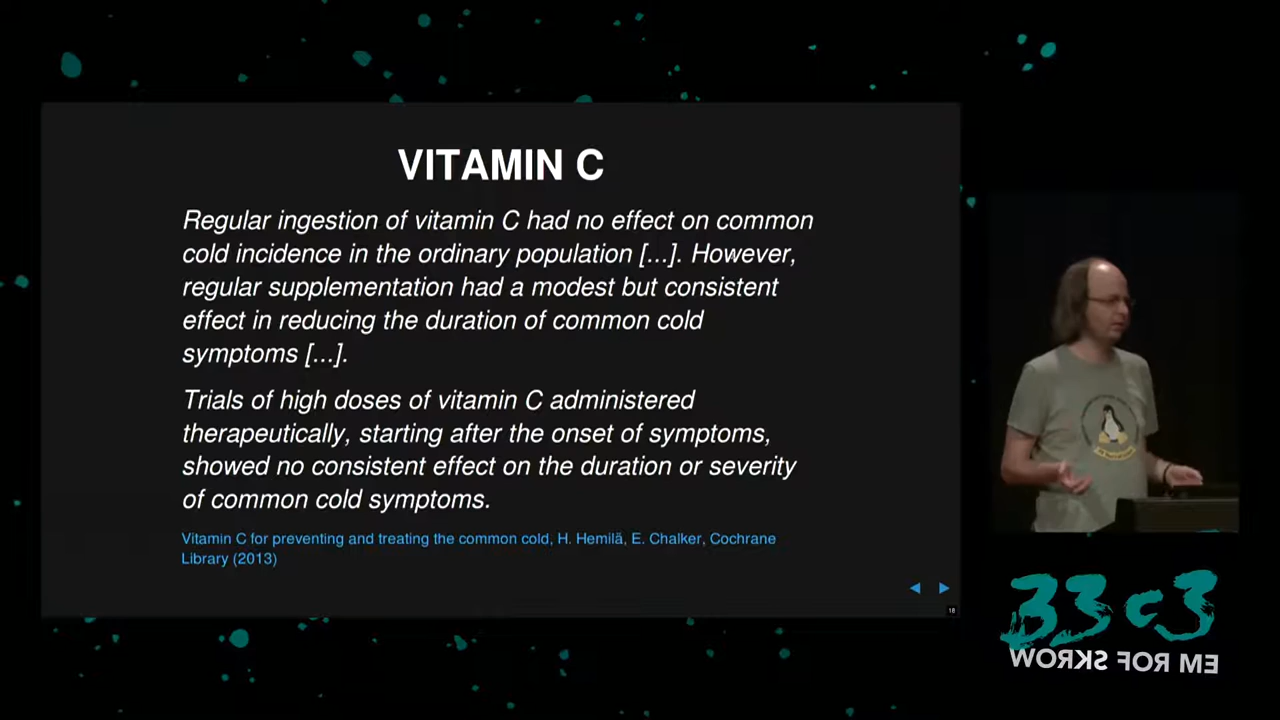 VITAMIN C
Regular ingestion of vitamin C had no effect on common
cold incidence in the ordinary population [...]. However,
regular supplementation had a modest but consistent
effect in reducing the duration of common cold
symptoms [...].
Trials of high doses of vitamin C administered
therapeutically, starting after the onset of symptoms,
showed no consistent effect on the duration or severity
of common cold symptoms.
Vitamin C for preventing and treating the common cold, H. Hemilä, E. Chalker, Cochrane
Library (2013)
18
33c3
WORKS FOR ME